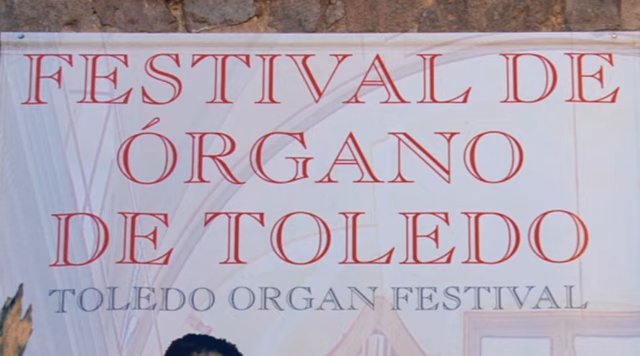 FESTIVAL DE
ÓRGANO
DE TOLEDO
TOLEDO ORGAN FESTIVAL